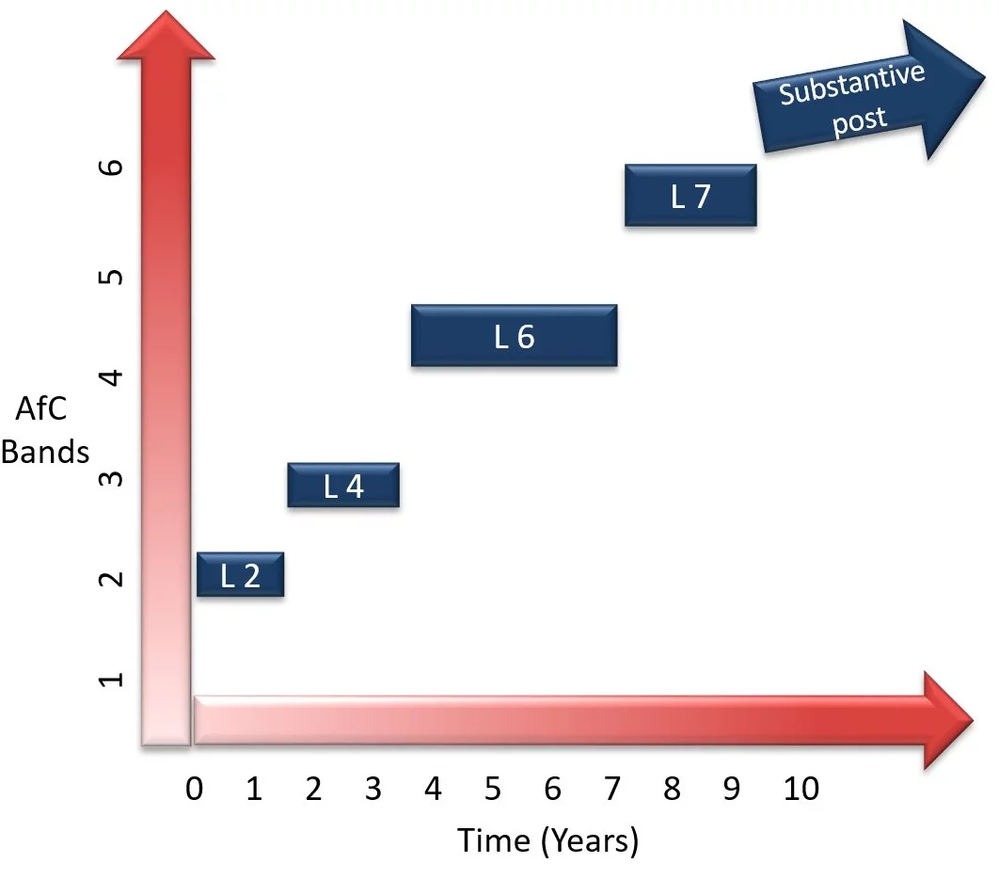 Substantive
post
6
L 7
5
L 6
4
AfC
Bands
3
L 4
2
L 2
1
0 1 2 3 4 5 6 7 8 9 10
Time (Years)